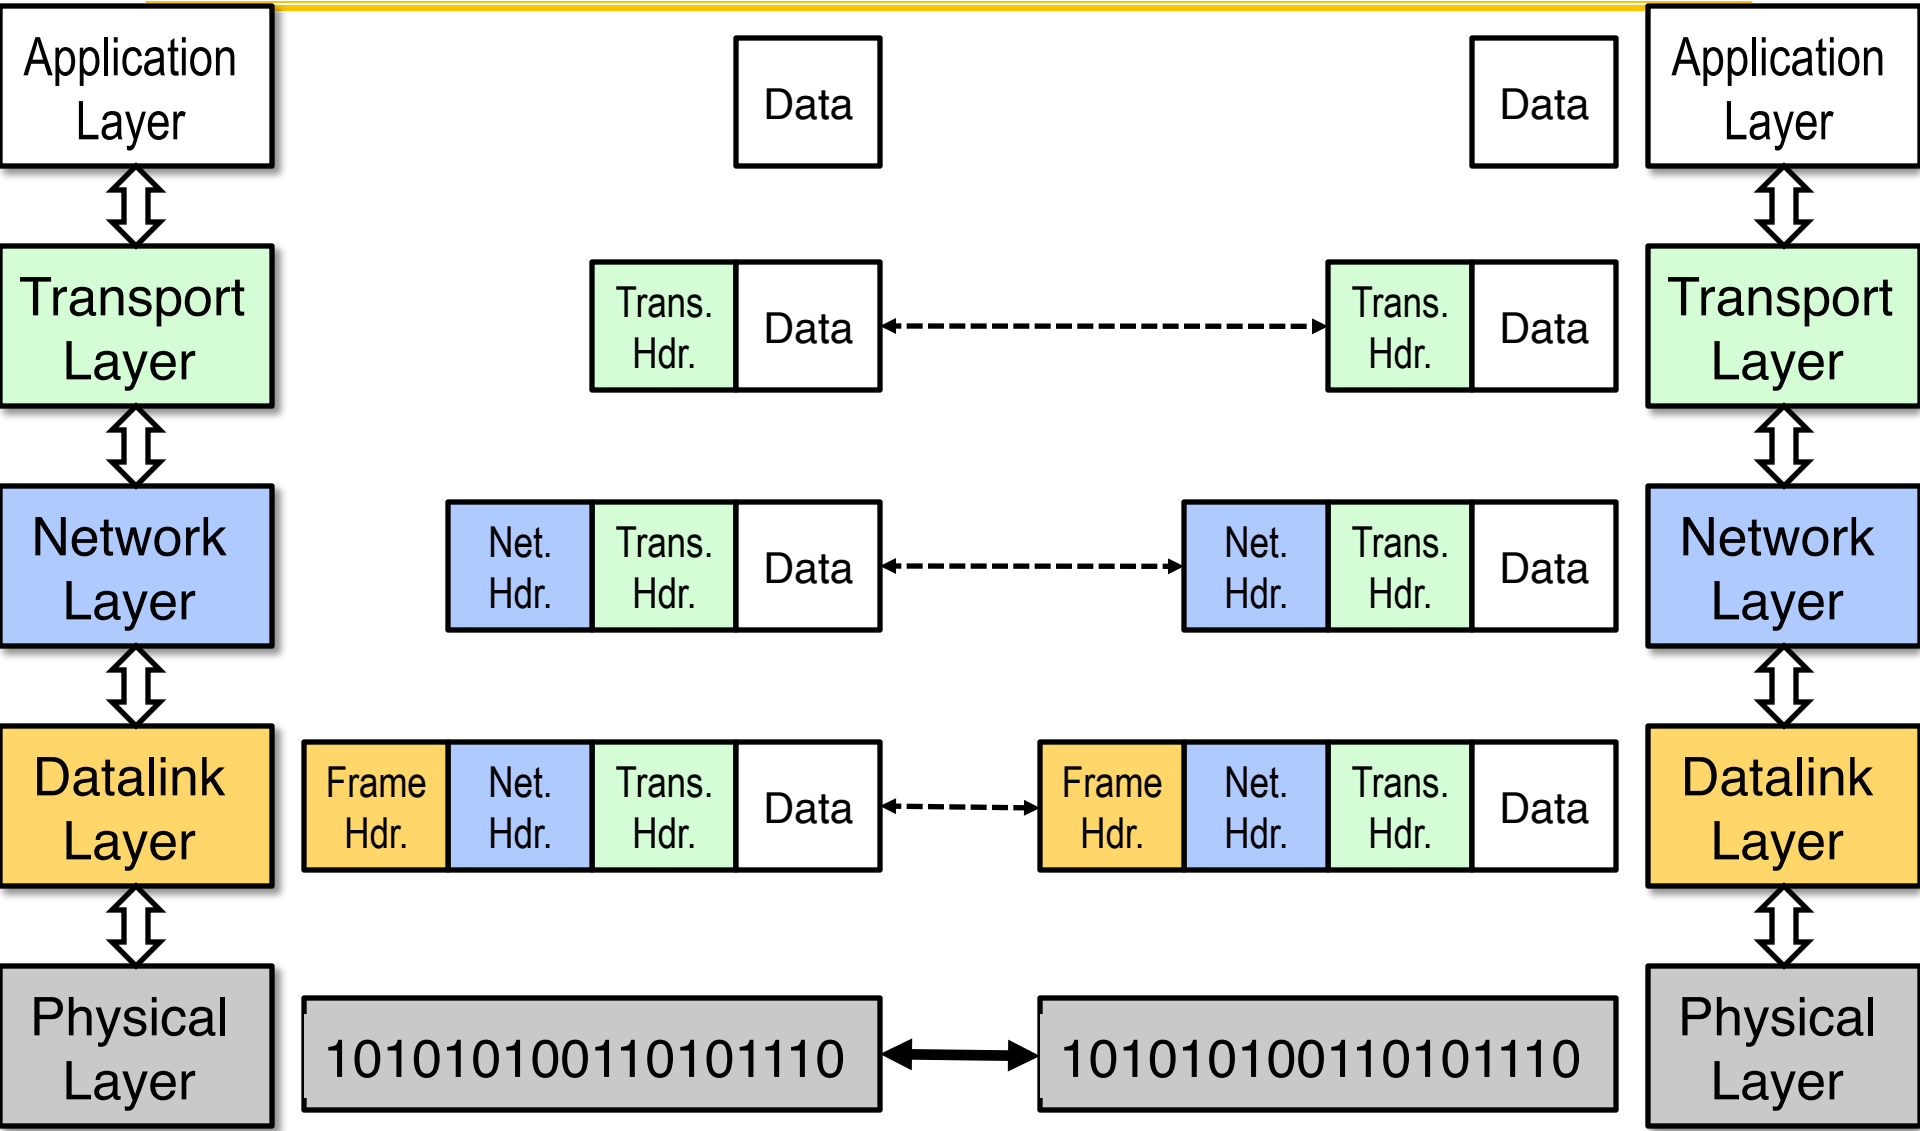 Application
Layer
Data
Data
Application
Layer
Transport
Layer
Trans.
Hdr.
Data
Trans.
Hdr.
Data
Transport
Layer
Network
Layer
Net.
Hdr.
Trans.
Hdr.
Data
Net.
Hdr.
Trans.
Hdr.
Data
Network
Layer
Datalink
Layer
Frame
Hdr.
Net.
Hdr.
Trans.
Hdr.
Data
Frame
Hdr.
Net.
Hdr.
Trans.
Hdr.
Data
Datalink
Layer
Physical
Layer
101010100110101110
101010100110101110
Physical
Layer